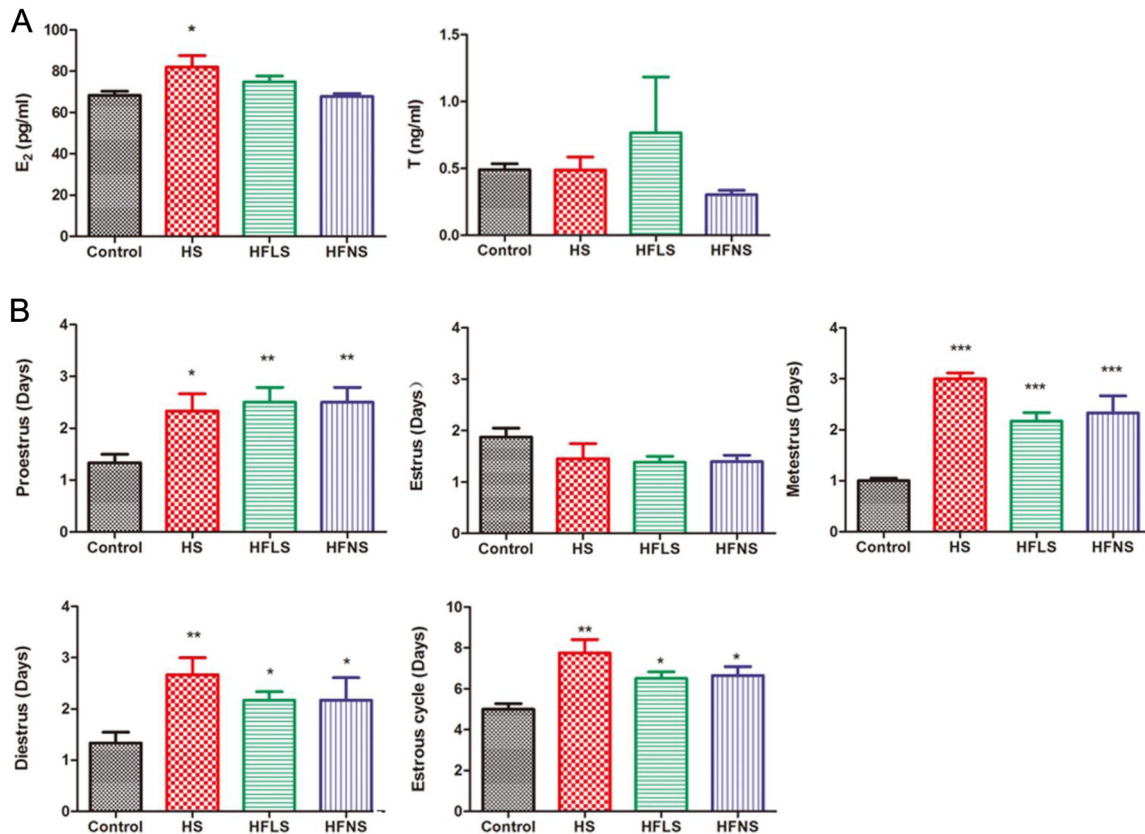 A
E₂ (pg/ml)
100
80
60
40
20
0
*
Control HS HFLS HFNS
T (ng/ml)
1.5
1.0
0.5
0.0
Control HS HFLS HFNS
B
Proestrus (Days)
4
3
2
1
0
* ** **
Control HS HFLS HFNS
Estrus (Days)
4
3
2
1
0
Control HS HFLS HFNS
Metestrus (Days)
4
3
2
1
0
*** *** ***
Control HS HFLS HFNS
Diestrus (Days)
4
3
2
1
0
** * *
Control HS HFLS HFNS
Estrous cycle (Days)
10
8
6
4
2
0
** * *
Control HS HFLS HFNS